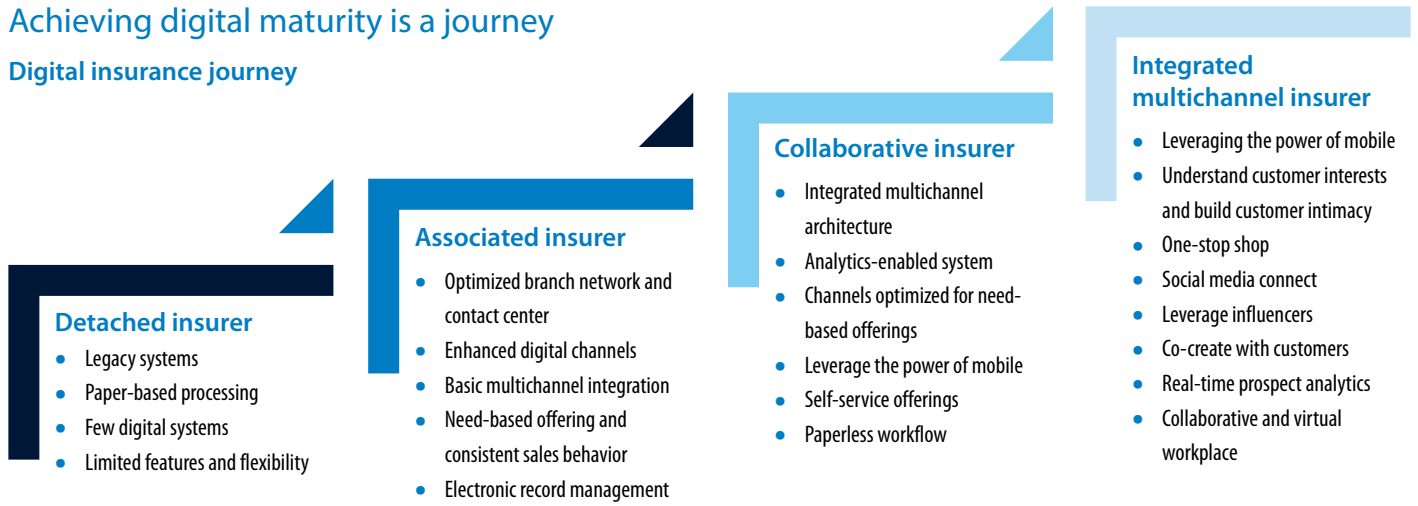 Achieving digital maturity is a journey
Digital insurance journey
Detached insurer
• Legacy systems
• Paper-based processing
• Few digital systems
• Limited features and flexibility
Associated insurer
• Optimized branch network and
contact center
• Enhanced digital channels
• Basic multichannel integration
• Need-based offering and
consistent sales behavior
• Electronic record management
Collaborative insurer
• Integrated multichannel
architecture
• Analytics-enabled system
• Channels optimized for need-
based offerings
• Leverage the power of mobile
• Self-service offerings
• Paperless workflow
Integrated
multichannel insurer
• Leveraging the power of mobile
• Understand customer interests
and build customer intimacy
• One-stop shop
• Social media connect
• Leverage influencers
• Co-create with customers
• Real-time prospect analytics
• Collaborative and virtual
workplace